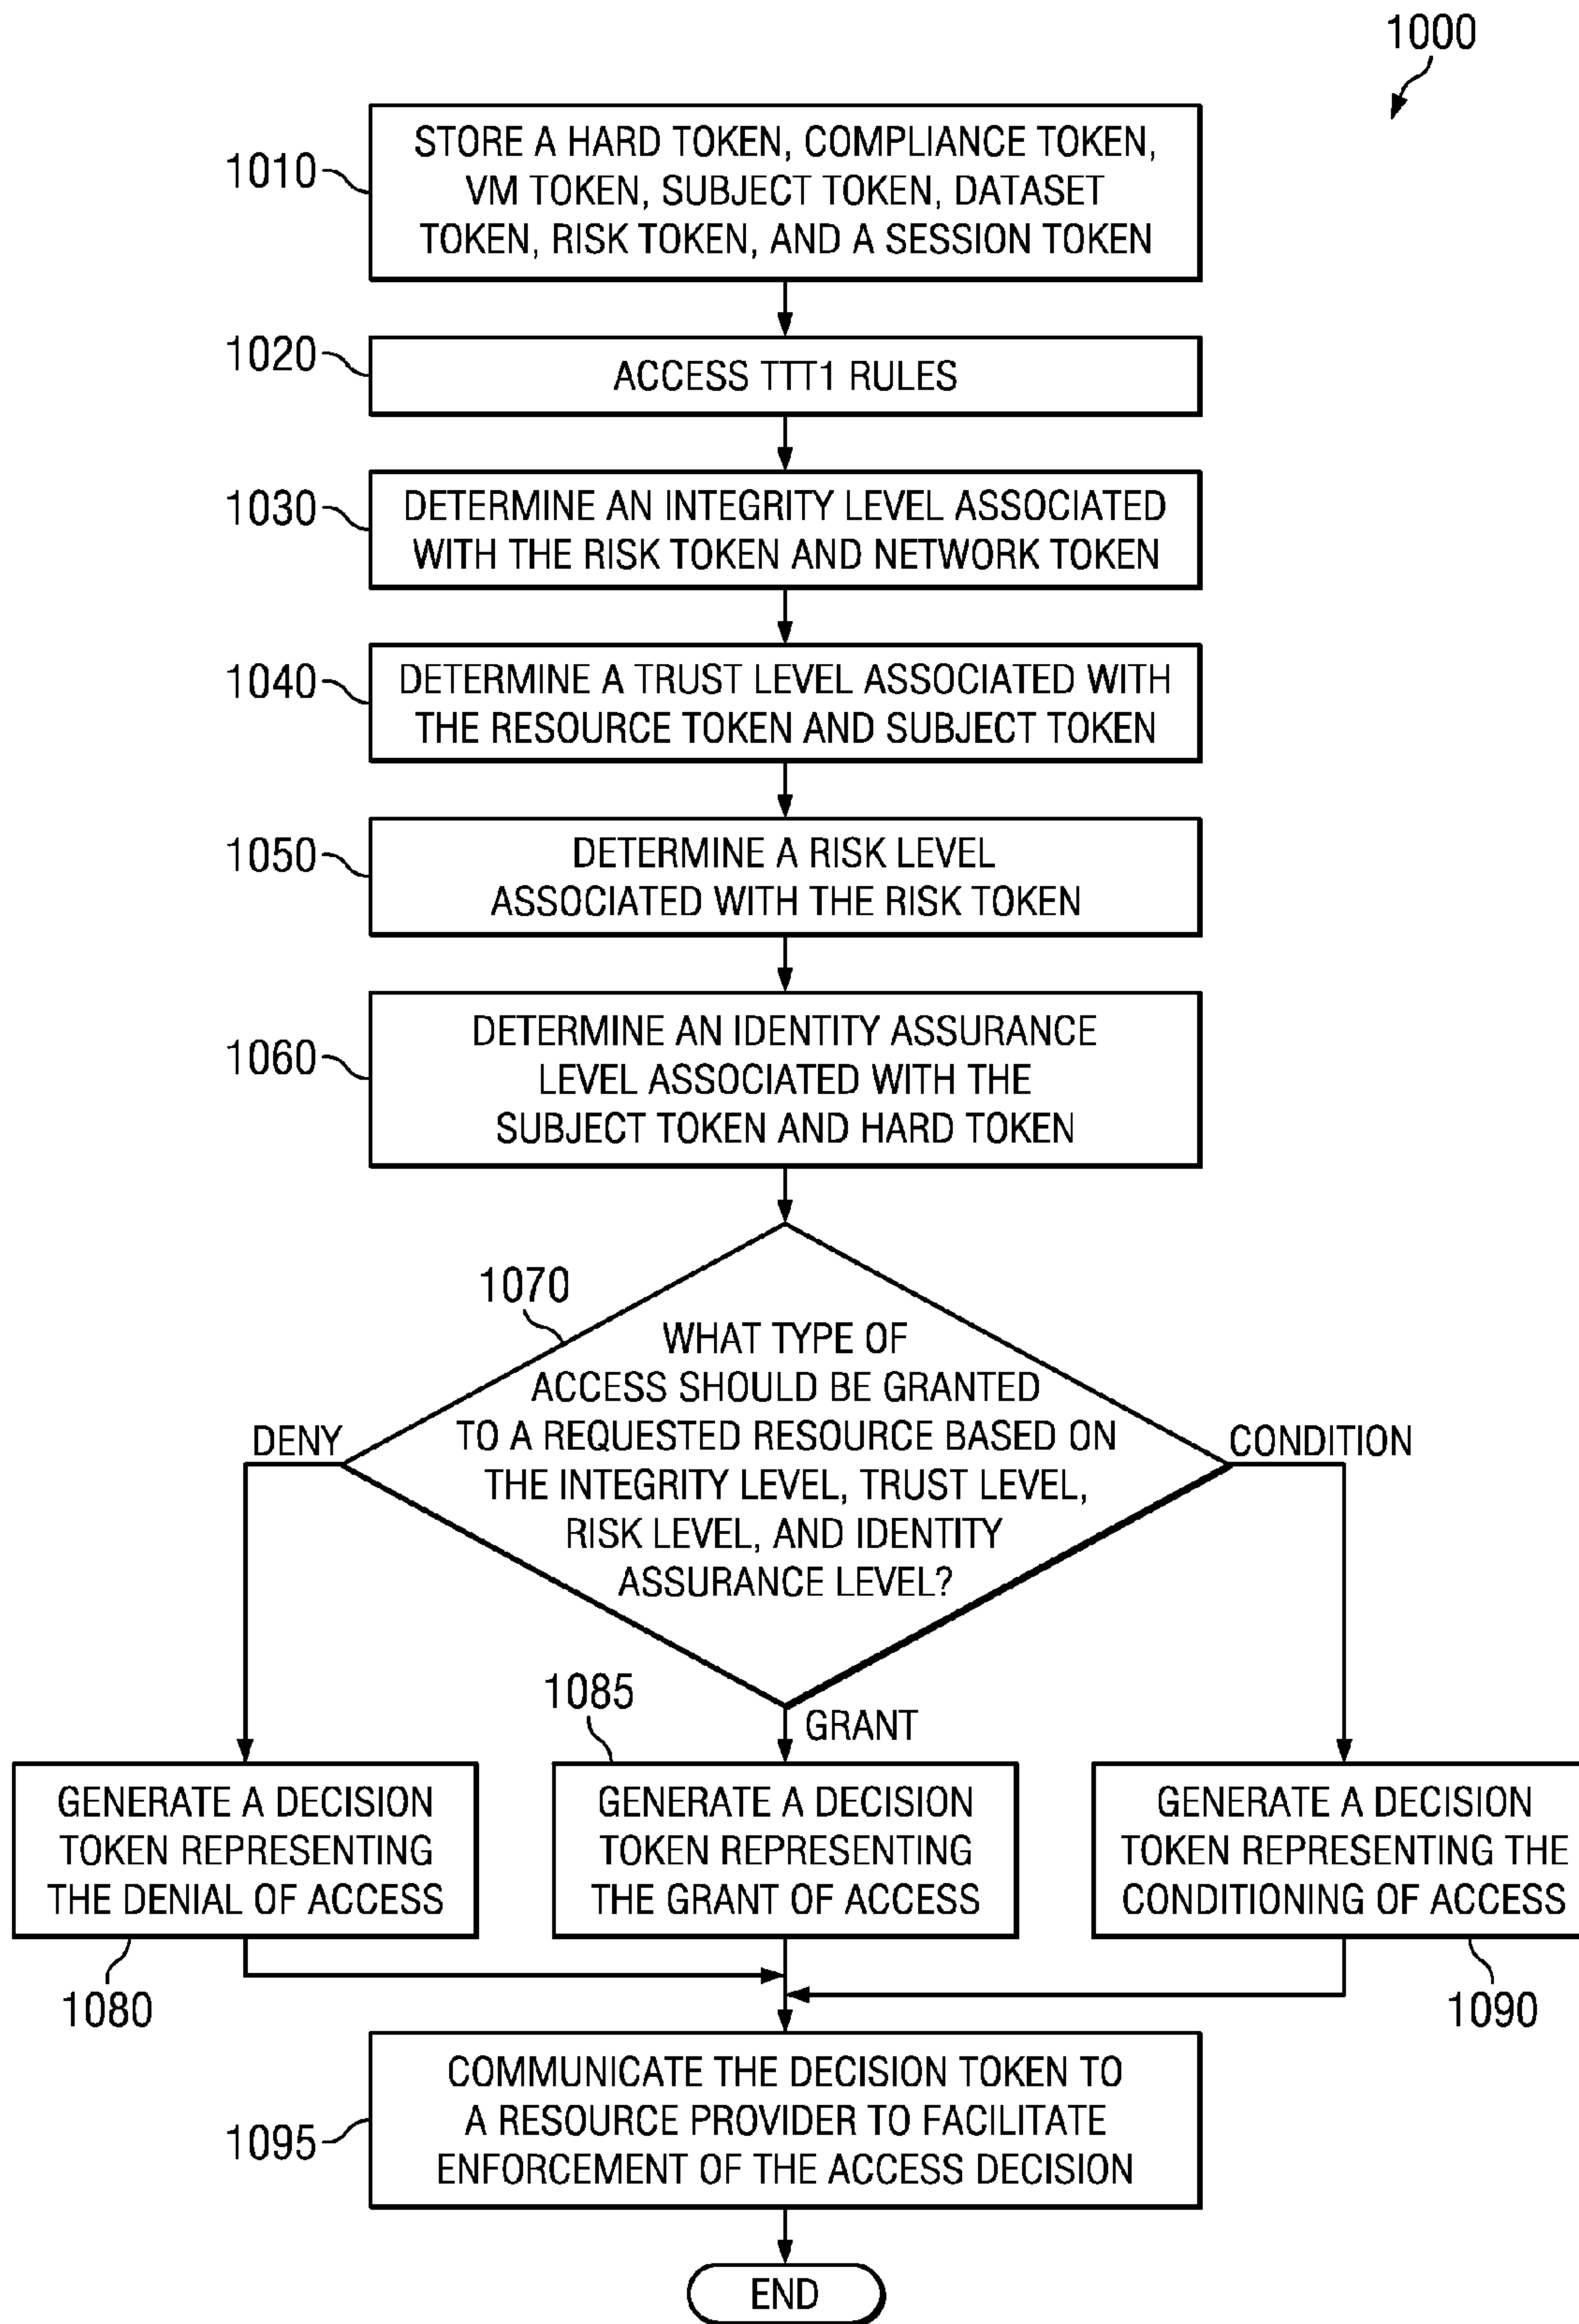 1000
1010
STORE A HARD TOKEN, COMPLIANCE TOKEN,
VM TOKEN, SUBJECT TOKEN, DATASET
TOKEN, RISK TOKEN, AND A SESSION TOKEN
1020
ACCESS TTT1 RULES
1030
DETERMINE AN INTEGRITY LEVEL ASSOCIATED
WITH THE RISK TOKEN AND NETWORK TOKEN
1040
DETERMINE A TRUST LEVEL ASSOCIATED WITH
THE RESOURCE TOKEN AND SUBJECT TOKEN
1050
DETERMINE A RISK LEVEL
ASSOCIATED WITH THE RISK TOKEN
1060
DETERMINE AN IDENTITY ASSURANCE
LEVEL ASSOCIATED WITH THE
SUBJECT TOKEN AND HARD TOKEN
1070
WHAT TYPE OF
ACCESS SHOULD BE GRANTED
TO A REQUESTED RESOURCE BASED ON
THE INTEGRITY LEVEL, TRUST LEVEL,
RISK LEVEL, AND IDENTITY
ASSURANCE LEVEL?
DENY
CONDITION
GRANT
1085
GENERATE A DECISION
TOKEN REPRESENTING
THE DENIAL OF ACCESS
1080
GENERATE A DECISION
TOKEN REPRESENTING
THE GRANT OF ACCESS
GENERATE A DECISION
TOKEN REPRESENTING THE
CONDITIONING OF ACCESS
1090
1095
COMMUNICATE THE DECISION TOKEN TO
A RESOURCE PROVIDER TO FACILITATE
ENFORCEMENT OF THE ACCESS DECISION
END